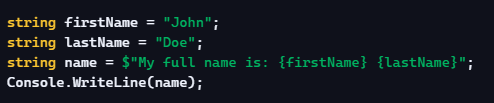 string firstName = "John";
string lastName = "Doe";
string name = $"My full name is: {firstName} {lastName}";
Console.WriteLine(name);